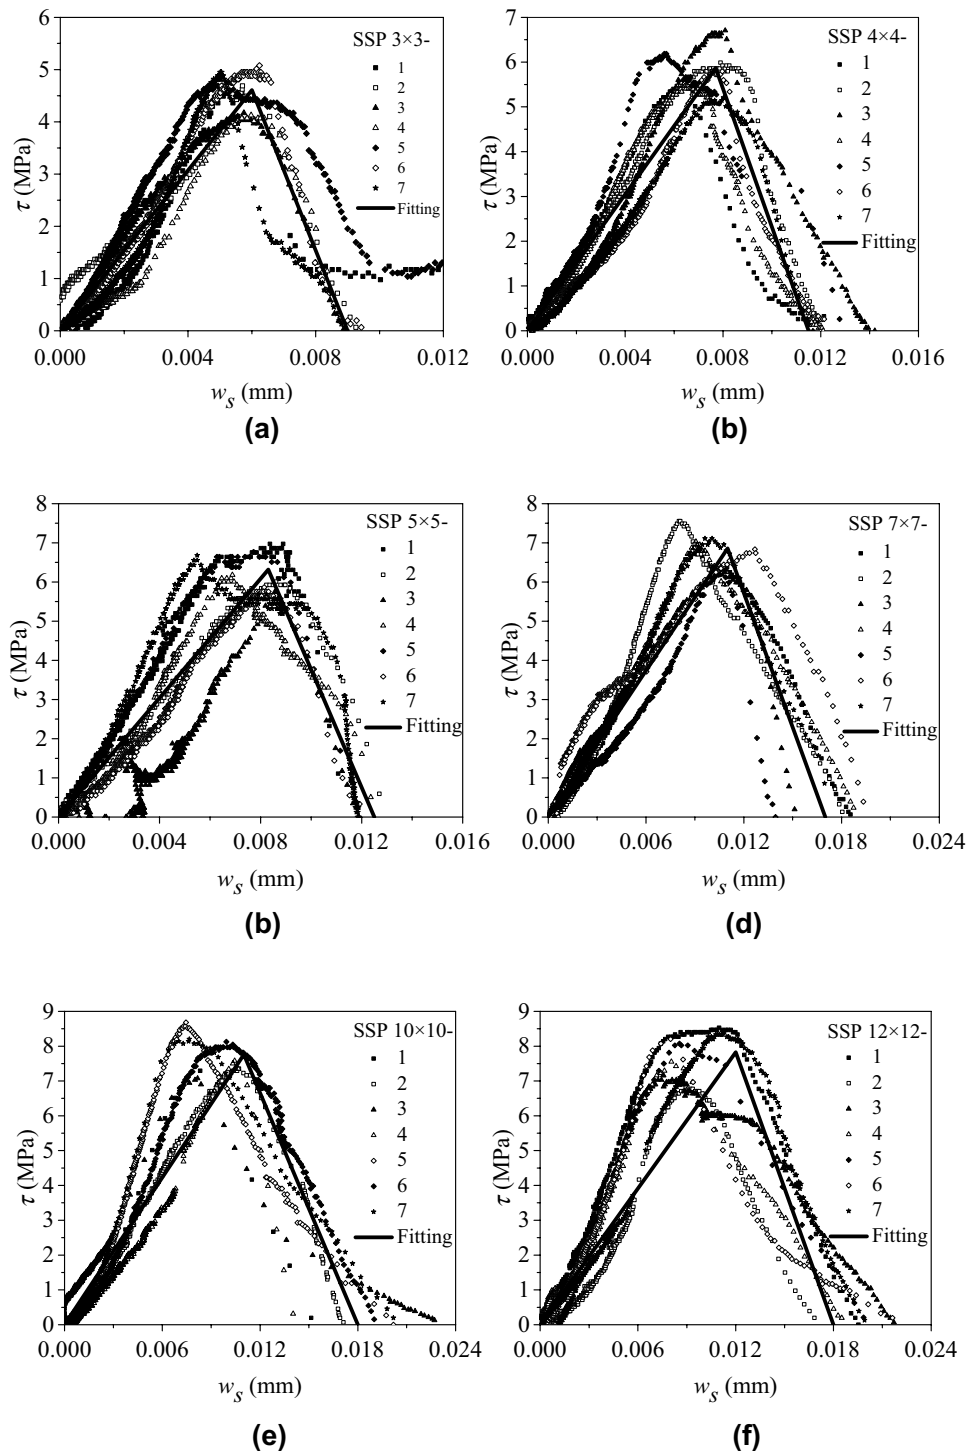 6
5
4
3
2
1
0
τ (MPa)
SSP 3×3-
1
2
3
4
5
6
7
Fitting
0.000 0.004 0.008 0.012
w_s (mm)
(a)
7
6
5
4
3
2
1
0
τ (MPa)
SSP 4×4-
1
2
3
4
5
6
7
Fitting
0.000 0.004 0.008 0.012 0.016
w_s (mm)
(b)
8
7
6
5
4
3
2
1
0
τ (MPa)
SSP 5×5-
1
2
3
4
5
6
7
Fitting
0.000 0.004 0.008 0.012 0.016
w_s (mm)
(b)
8
7
6
5
4
3
2
1
0
τ (MPa)
SSP 7×7-
1
2
3
4
5
6
7
Fitting
0.000 0.006 0.012 0.018 0.024
w_s (mm)
(d)
9
8
7
6
5
4
3
2
1
0
τ (MPa)
SSP 10×10-
1
2
3
4
5
6
7
Fitting
0.000 0.006 0.012 0.018 0.024
w_s (mm)
(e)
9
8
7
6
5
4
3
2
1
0
τ (MPa)
SSP 12×12-
1
2
3
4
5
6
7
Fitting
0.000 0.006 0.012 0.018 0.024
w_s (mm)
(f)